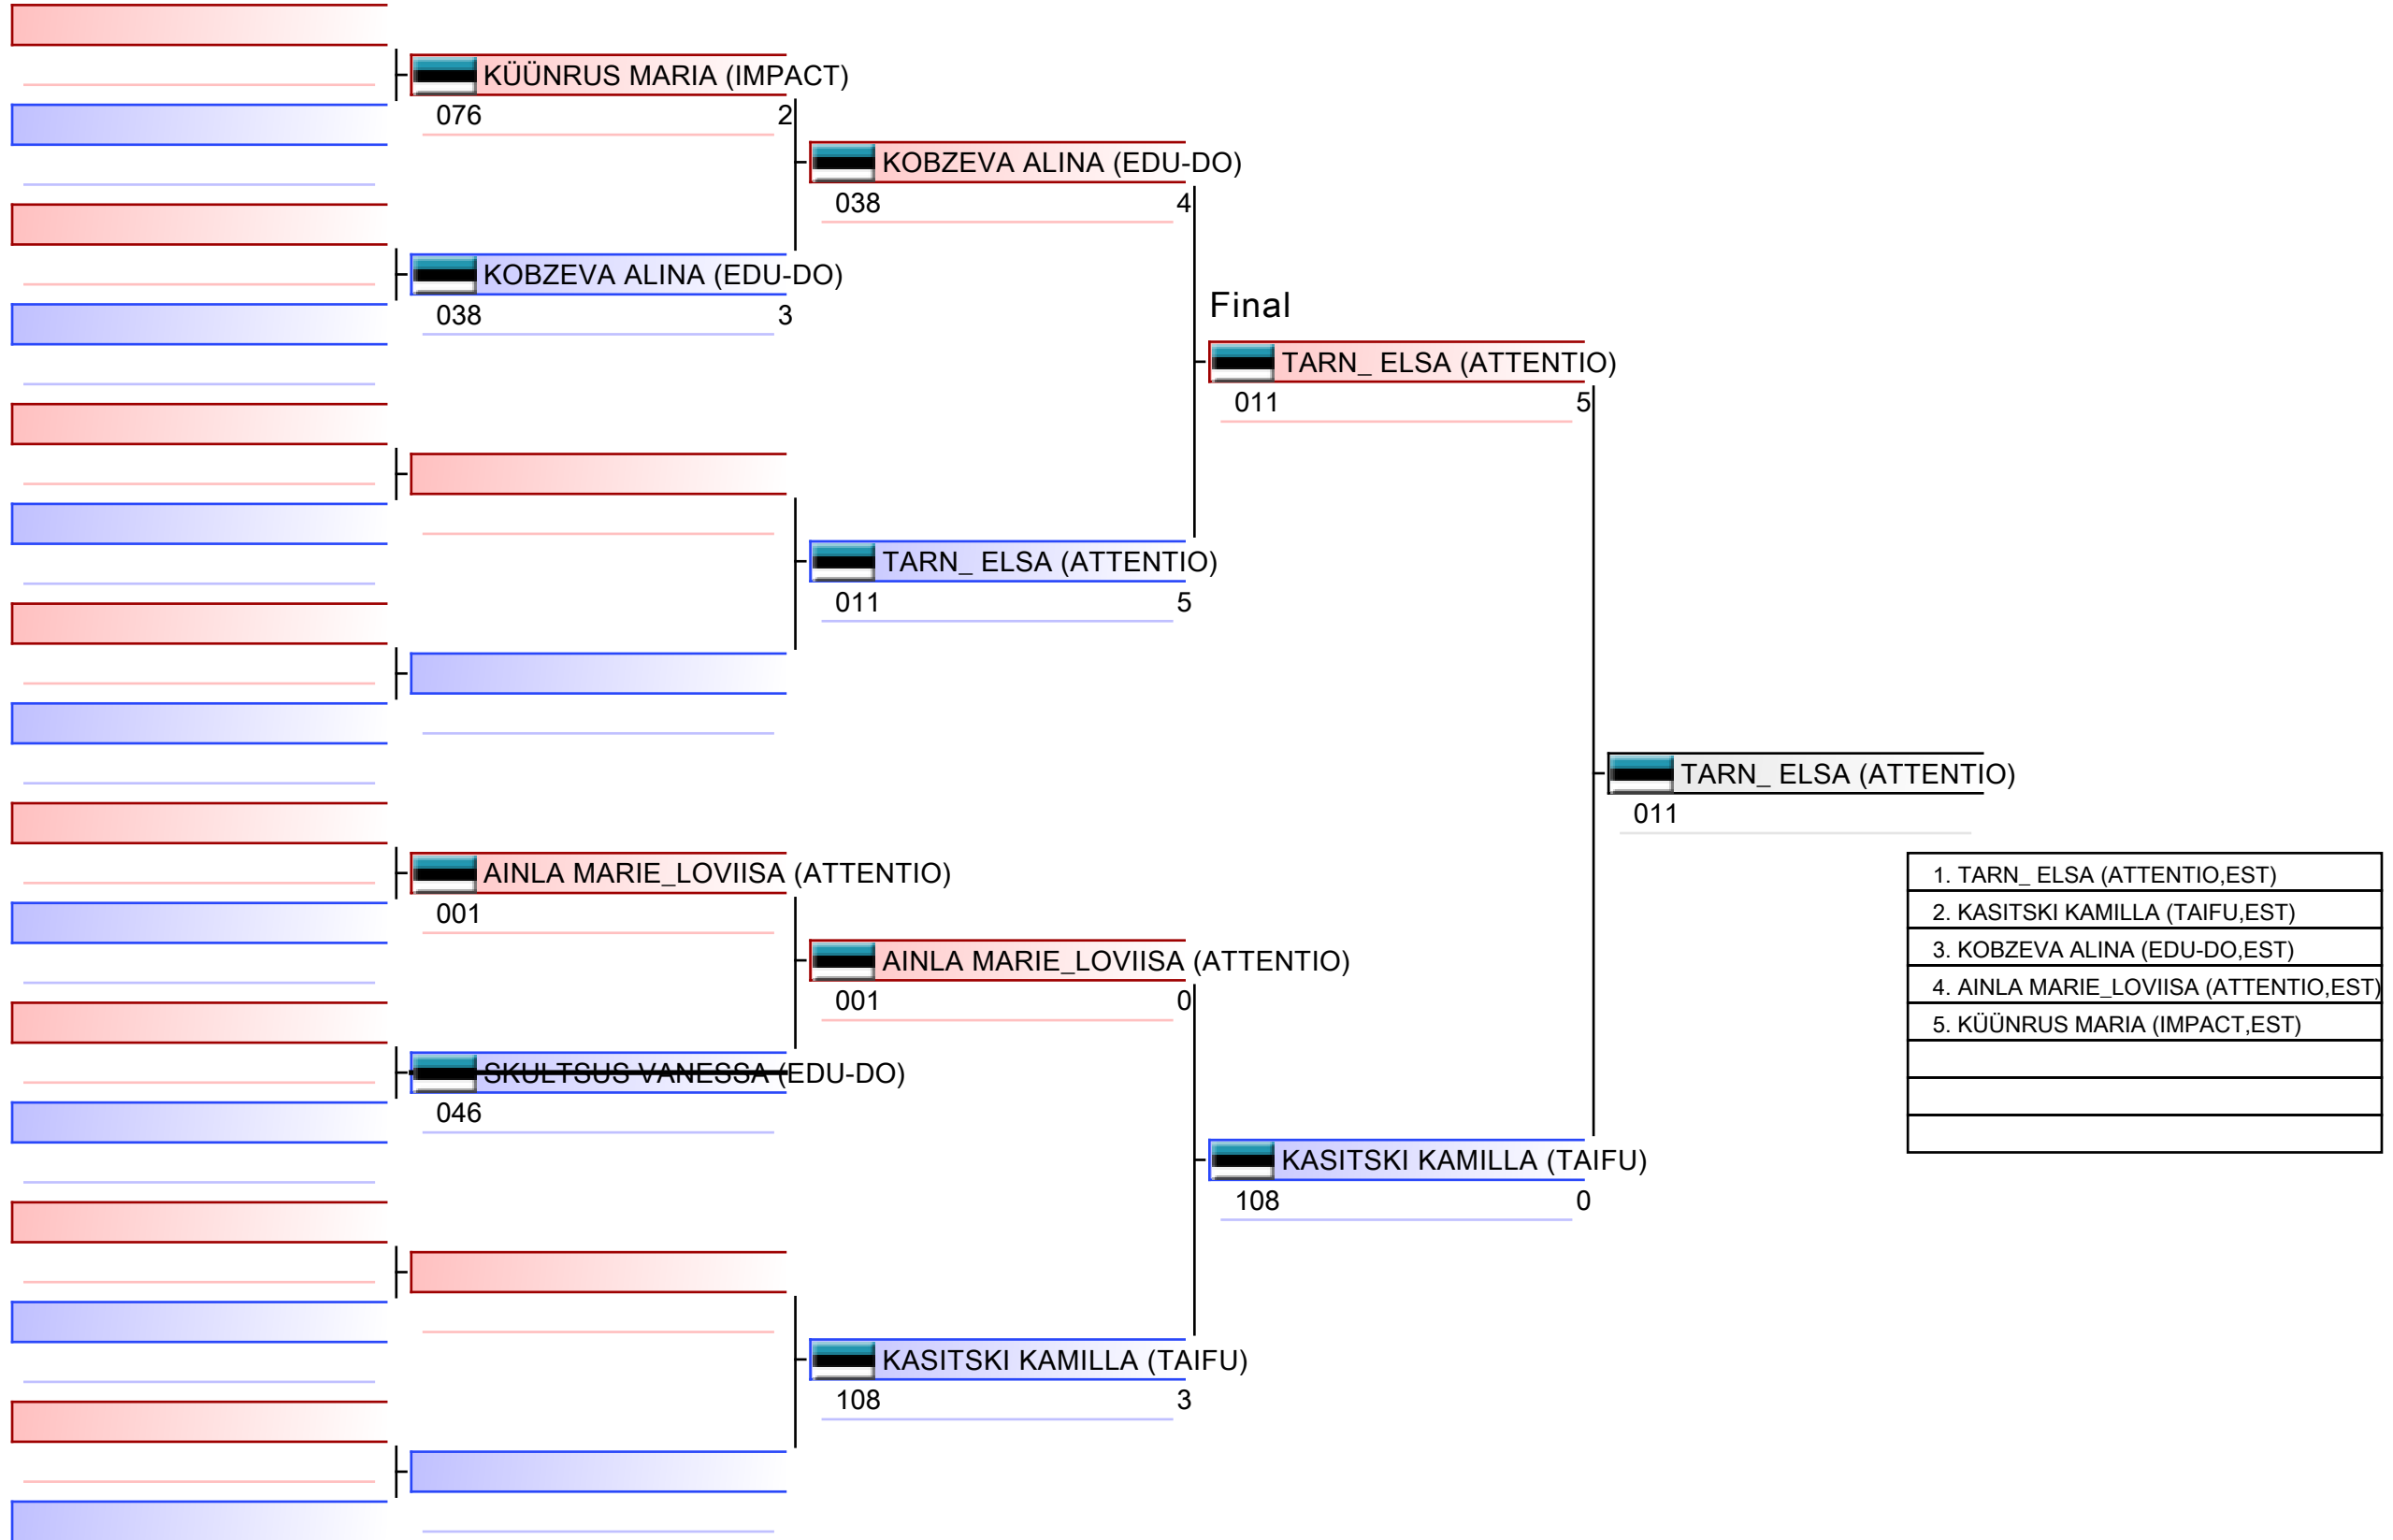 KÜÜNRUS MARIA (IMPACT)
076 2
KOBZEVA ALINA (EDU-DO)
038 3
AINLA MARIE_LOVIISA (ATTENTIO)
001
SKULTSUS VANESSA (EDU-DO)
046
KOBZEVA ALINA (EDU-DO)
038 4
TARN_ ELSA (ATTENTIO)
011 5
AINLA MARIE_LOVIISA (ATTENTIO)
001 0
KASITSKI KAMILLA (TAIFU)
108 3
Final
TARN_ ELSA (ATTENTIO)
011 5
KASITSKI KAMILLA (TAIFU)
108 0
TARN_ ELSA (ATTENTIO)
011
1. TARN_ ELSA (ATTENTIO,EST)
2. KASITSKI KAMILLA (TAIFU,EST)
3. KOBZEVA ALINA (EDU-DO,EST)
4. AINLA MARIE_LOVIISA (ATTENTIO,EST)
5. KÜÜNRUS MARIA (IMPACT,EST)